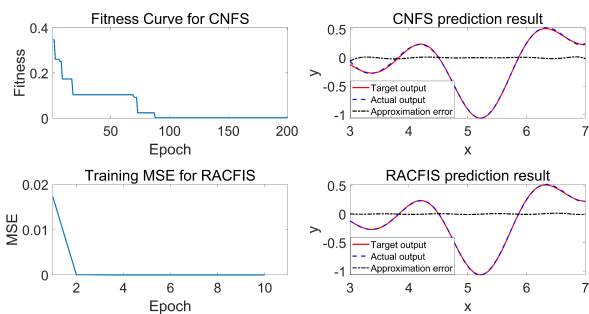 Fitness Curve for CNFS
0.4
0.2
0
Fitness
50 100 150 200
Epoch
CNFS prediction result
0.5
0
-0.5
-1
y
Target output
Actual output
Approximation error
3 4 5 6 7
x
Training MSE for RACFIS
0.02
0.01
0
MSE
2 4 6 8 10
Epoch
RACFIS prediction result
0.5
0
-0.5
-1
y
Target output
Actual output
Approximation error
3 4 5 6 7
x